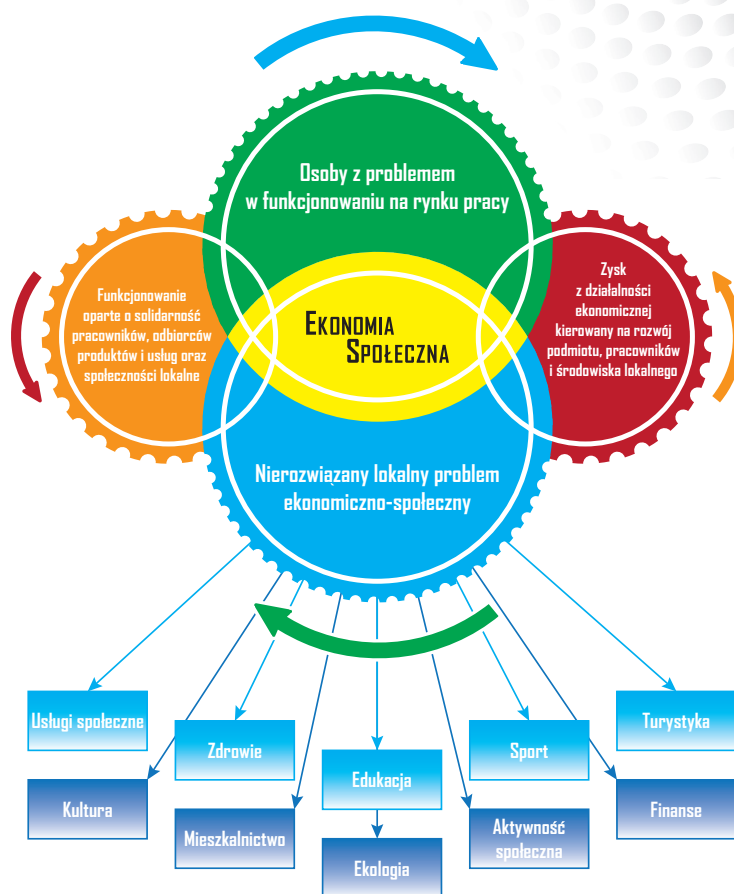 Osoby z problemem
w funkcjonowaniu na rynku pracy
Funkcjonowanie
oparte o solidarność
pracowników, odbiorców
produktów i usług oraz
społeczności lokalne
Ekonomia
Społeczna
Zysk
z działalności
ekonomicznej
kierowany na rozwój
podmiotu, pracowników
i środowiska lokalnego
Nierozwiązany lokalny problem
ekonomiczno-społeczny
Usługi społeczne
Zdrowie
Edukacja
Sport
Turystyka
Kultura
Mieszkalnictwo
Ekologia
Aktywność
społeczna
Finanse